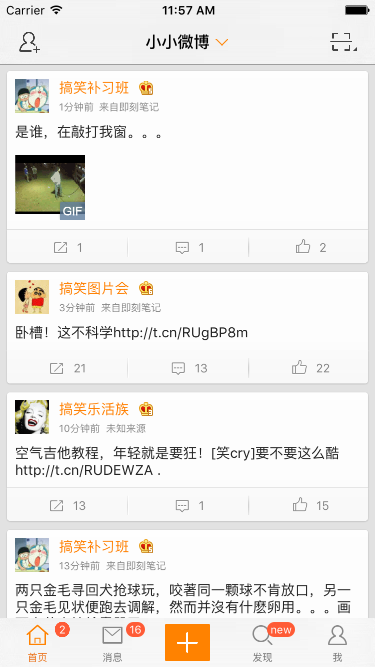 Carrier 11:57 AM
小小微博
搞笑补习班
1分钟前 来自即刻笔记
是谁，在敲打我窗。。。
GIF
1 1 2
搞笑图片会
3分钟前 来自即刻笔记
卧槽！这不科学http://t.cn/RUgBP8m
21 13 22
搞笑乐活族
10分钟前 未知来源
空气吉他教程，年轻就是要狂！[笑cry]要不要这么酷
http://t.cn/RUDEWZA .
13 1 15
搞笑补习班
30分钟前 来自即刻笔记
两只金毛寻回犬抢球玩，咬著同一颗球不肯放口，另一
只金毛见状便跑去调解，然而并没有什麽卵用。。。画
2 16 new
首页 消息 发现 我